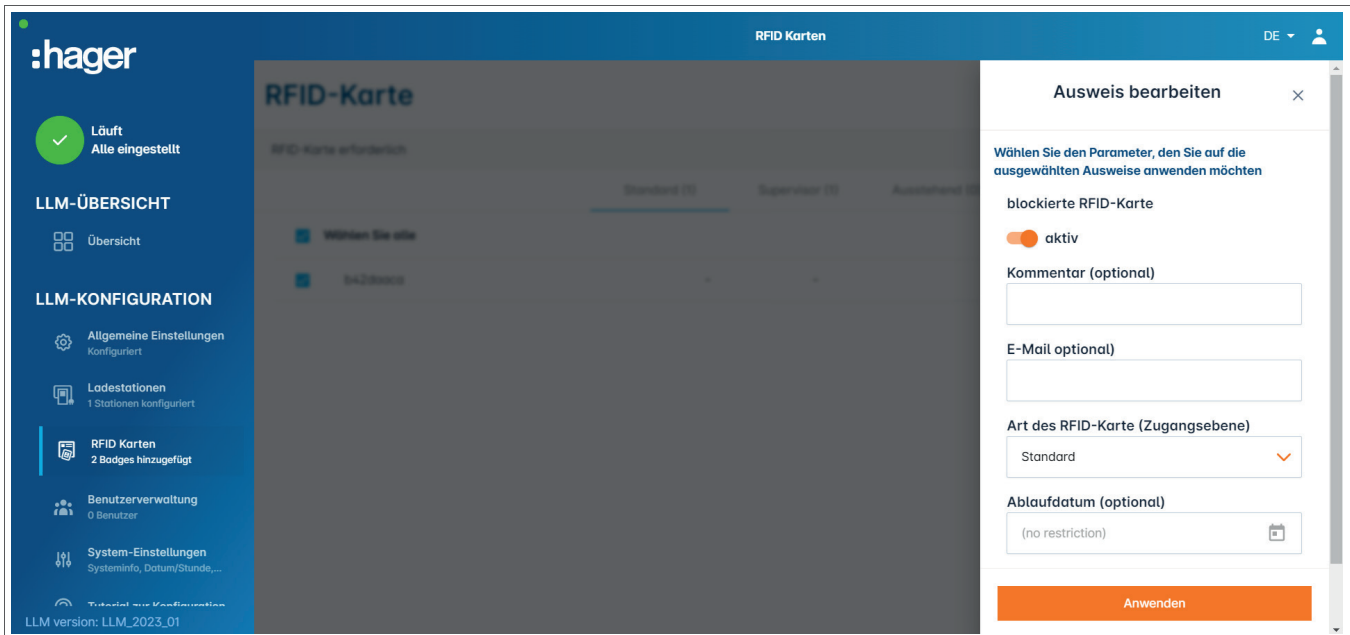 RFID Karten
DE
:hager
Läuft
Alle eingestellt
LLM-ÜBERSICHT
Übersicht
LLM-KONFIGURATION
Allgemeine Einstellungen
Konfiguriert
Ladestationen
1 Stationen konfiguriert
RFID Karten
2 Badges hinzugefügt
Benutzerverwaltung
0 Benutzer
System-Einstellungen
Systeminfo, Datum/Stunde,...
Tutorial zur Konfiguration
LLM version: LLM_2023_01
RFID-Karte
RFID-Karte erforderlich
Standard (1)
Supervisor (1)
Ausstehend
Wählen Sie alle
-
-
Ausweis bearbeiten
Wählen Sie den Parameter, den Sie auf die
ausgewählten Ausweise anwenden möchten
blockierte RFID-Karte
aktiv
Kommentar (optional)
E-Mail optional)
Art des RFID-Karte (Zugangsebene)
Standard
Ablaufdatum (optional)
(no restriction)
Anwenden